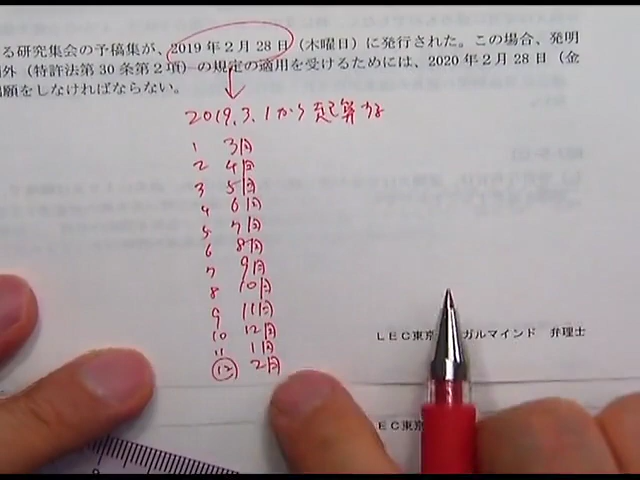 る研究集会の予稿集が、2019年2月28日（木曜日）に発行された。この場合、発明
外（特許法第30条第2項）の規定の適用を受けるためには、2020年2月28日（金
願をしなければならない。
2019.3.1から起算する
1 3月
2 4月
3 5月
4 6月
5 7月
6 8月
7 9月
8 10月
9 11月
10 12月
11 1月
12 2月
LEC東京 ガルマインド 弁理士
LEC東京